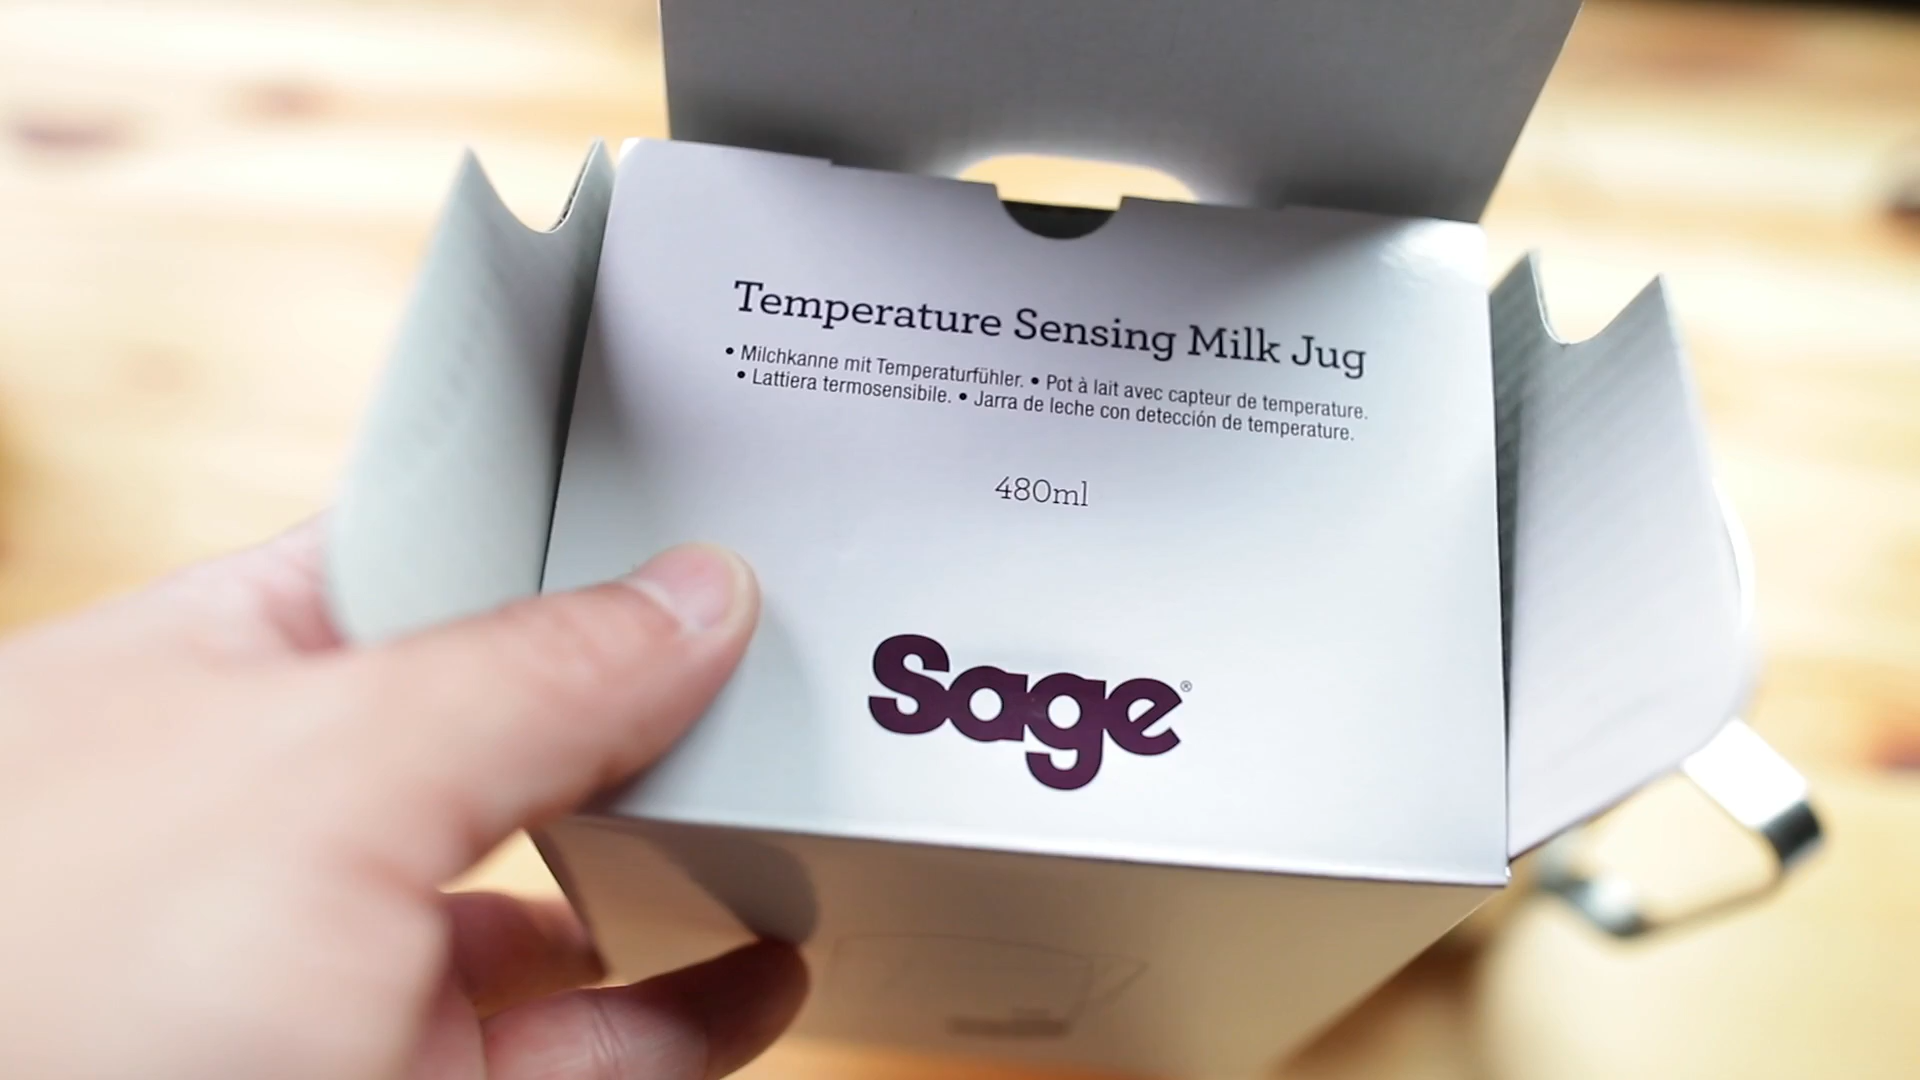 Temperature Sensing Milk Jug
• Milchkanne mit Temperaturfühler. • Pot à lait avec capteur de temperature.
• Lattiera termosensibile. • Jarra de leche con detección de temperature.
480ml
Sage®